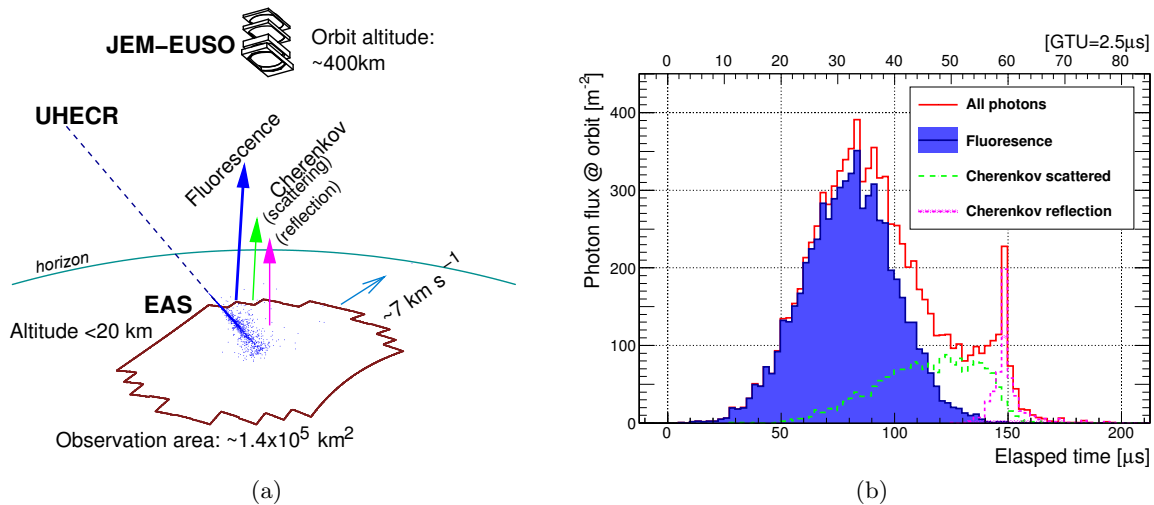 JEM-EUSO
Orbit altitude:
~400km
UHECR
Fluorescence
Cherenkov
(scattering)
(reflection)
horizon
~7 km s -1
EAS
Altitude <20 km
Observation area: ~1.4x10^5 km^2
(a)
[GTU=2.5μs]
0 10 20 30 40 50 60 70 80
Photon flux @ orbit [m-2]
400
300
200
100
0
All photons
Fluoresence
Cherenkov scattered
Cherenkov reflection
0 50 100 150 200
Elasped time [μs]
(b)